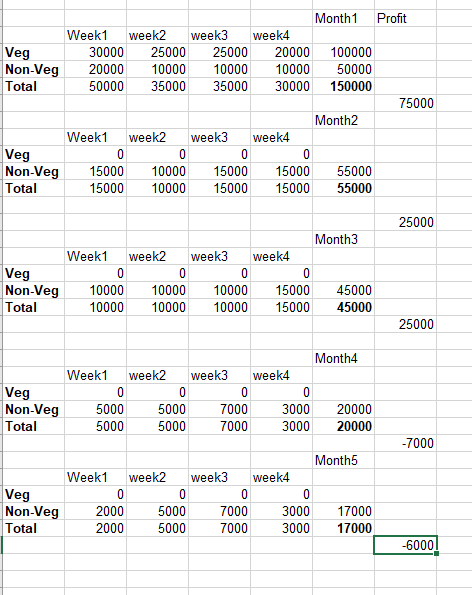 Month1 Profit
Week1 week2 week3 week4
Veg 30000 25000 25000 20000 100000
Non-Veg 20000 10000 10000 10000 50000
Total 50000 35000 35000 30000 150000
75000
Month2
Week1 week2 week3 week4
Veg 0 0 0 0
Non-Veg 15000 10000 15000 15000 55000
Total 15000 10000 15000 15000 55000
25000
Month3
Week1 week2 week3 week4
Veg 0 0 0 0
Non-Veg 10000 10000 10000 15000 45000
Total 10000 10000 10000 15000 45000
25000
Month4
Week1 week2 week3 week4
Veg 0 0 0 0
Non-Veg 5000 5000 7000 3000 20000
Total 5000 5000 7000 3000 20000
-7000
Month5
Week1 week2 week3 week4
Veg 0 0 0 0
Non-Veg 2000 5000 7000 3000 17000
Total 2000 5000 7000 3000 17000
-6000